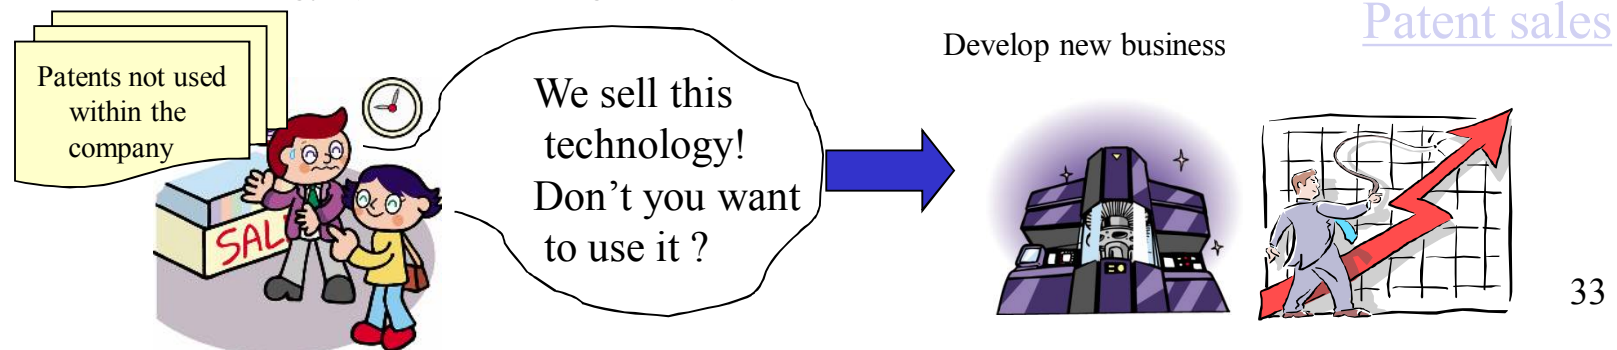 Patent sales
Patents not used
within the
company
We sell this
technology!
Don’t you want
to use it ?
Develop new business
SAL
33